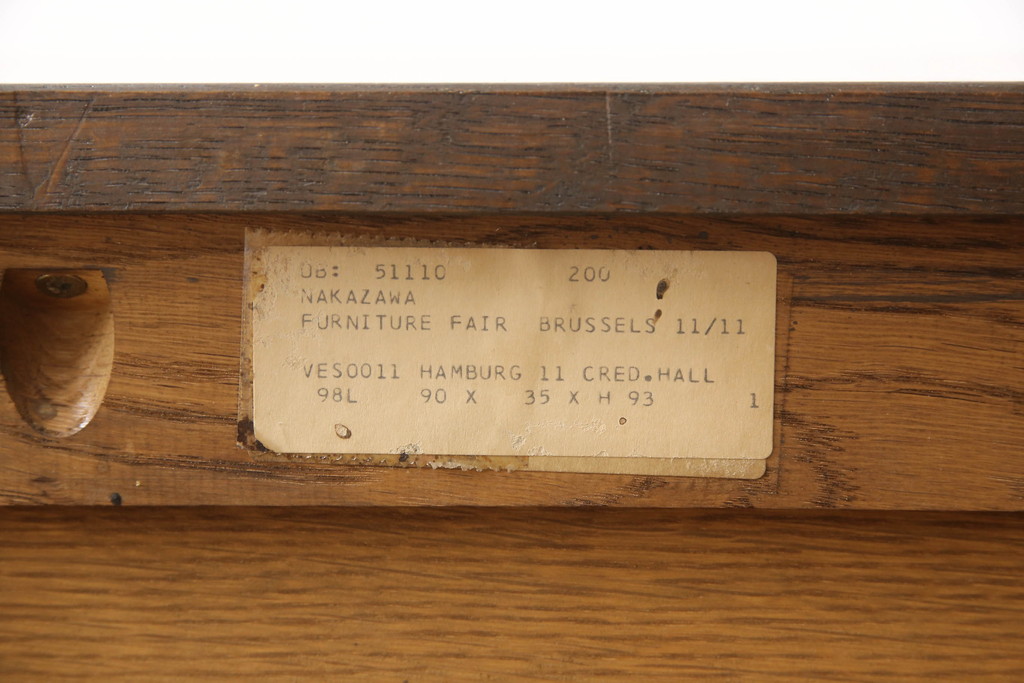 OB: 51110 200
NAKAZAWA
FURNITURE FAIR BRUSSELS 11/11
VES0011 HAMBURG 11 CRED.HALL
98L 90 X 35 X H 93 1